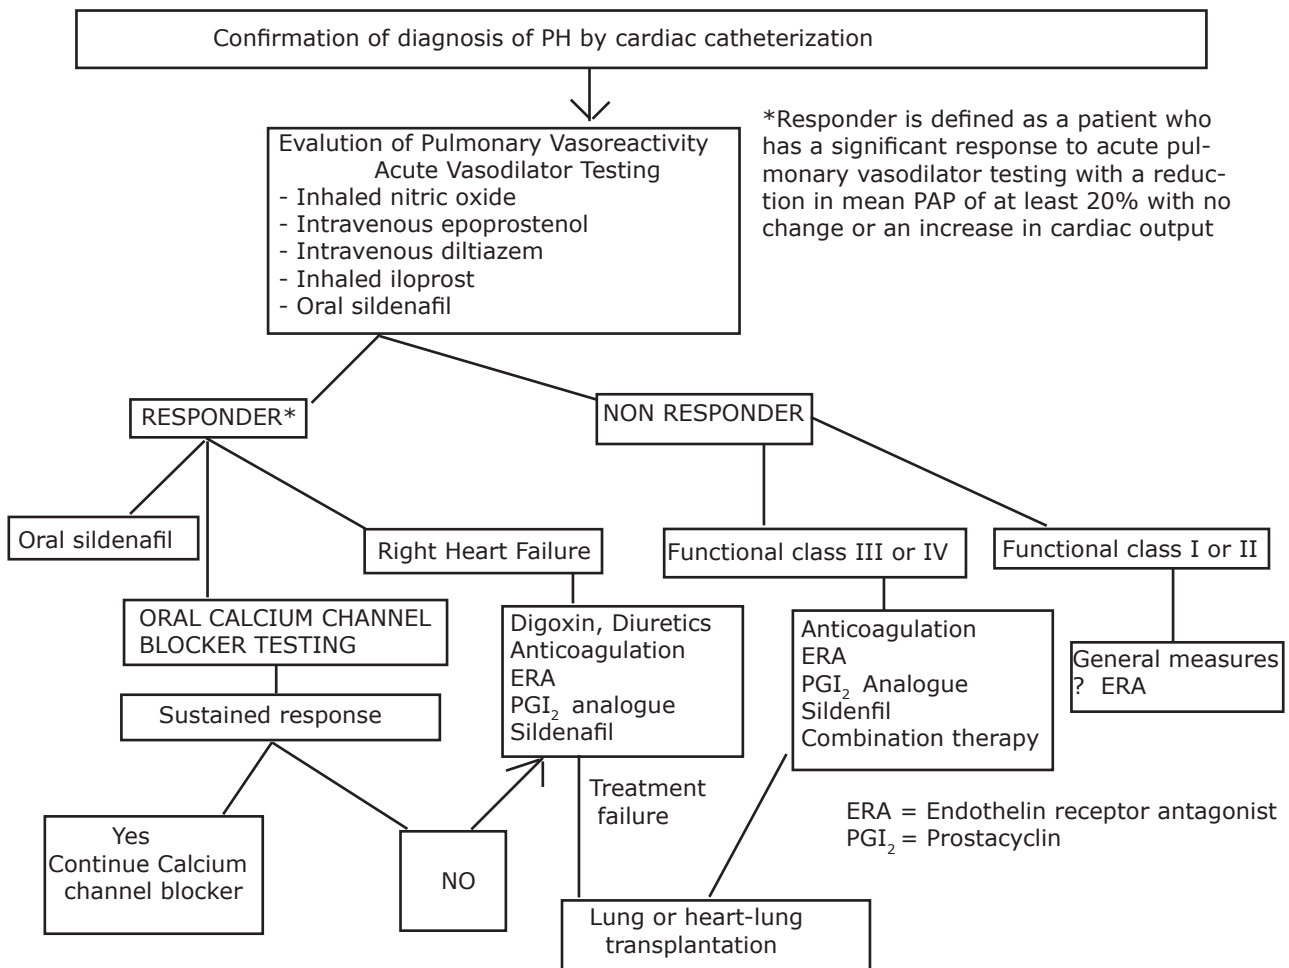 Confirmation of diagnosis of PH by cardiac catheterization
Evalution of Pulmonary Vasoreactivity
Acute Vasodilator Testing
- Inhaled nitric oxide
- Intravenous epoprostenol
- Intravenous diltiazem
- Inhaled iloprost
- Oral sildenafil
*Responder is defined as a patient who
has a significant response to acute pul-
monary vasodilator testing with a reduc-
tion in mean PAP of at least 20% with no
change or an increase in cardiac output
RESPONDER*
NON RESPONDER
Oral sildenafil
Right Heart Failure
Functional class III or IV
Functional class I or II
ORAL CALCIUM CHANNEL
BLOCKER TESTING
Digoxin, Diuretics
Anticoagulation
ERA
PGI₂ analogue
Sildenafil
Anticoagulation
ERA
PGI₂ Analogue
Sildenfil
Combination therapy
General measures
? ERA
Sustained response
Treatment
failure
Yes
Continue Calcium
channel blocker
NO
ERA = Endothelin receptor antagonist
PGI₂ = Prostacyclin
Lung or heart-lung
transplantation